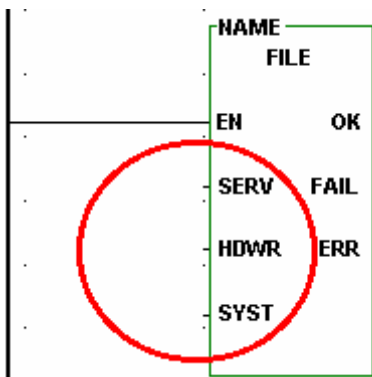 NAME
FILE
EN OK
SERV FAIL
HDWR ERR
SYST